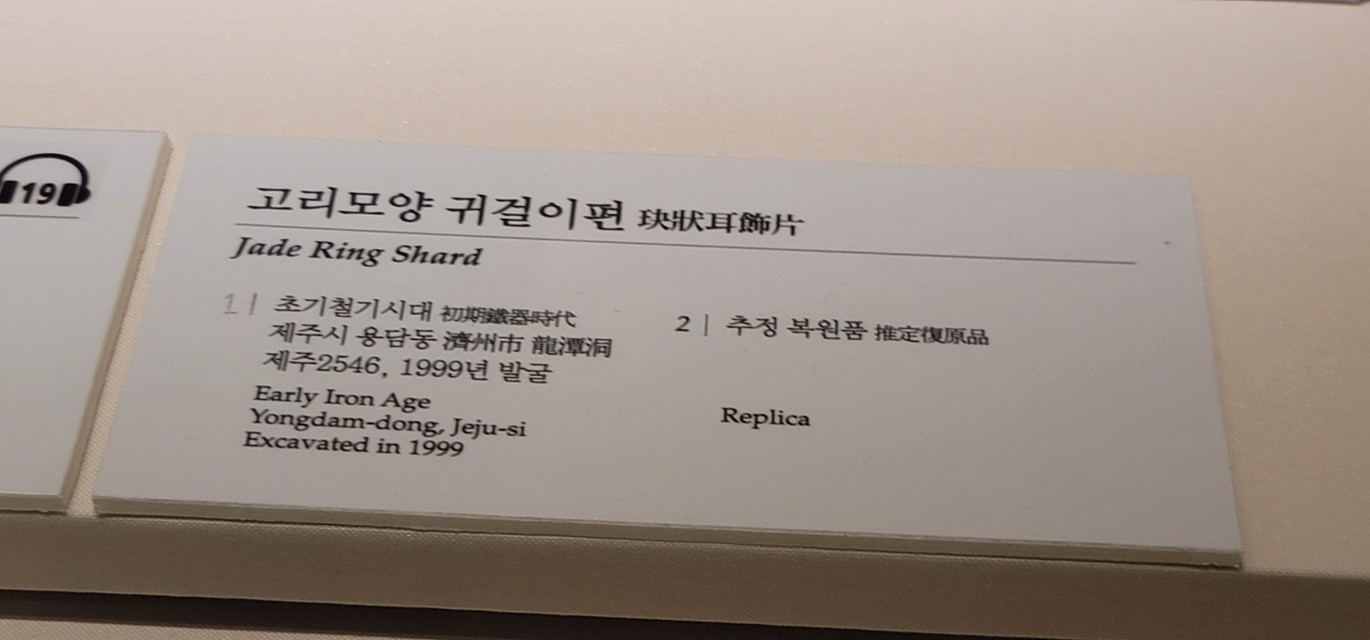 19
고리모양 귀걸이편 玦狀耳飾片
Jade Ring Shard
1 | 초기철기시대 初期鐵器時代
제주시 용담동 濟州市 龍潭洞
제주2546, 1999년 발굴
Early Iron Age
Yongdam-dong, Jeju-si
Excavated in 1999
2 | 추정 복원품 推定復原品
Replica